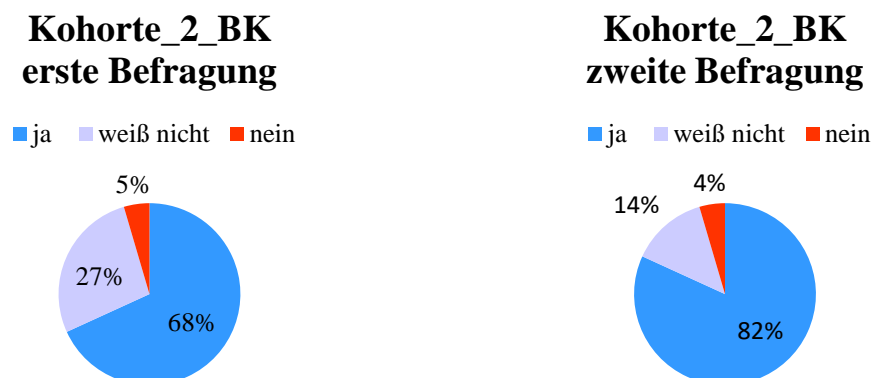 Kohorte_2_BK
erste Befragung
ja weiß nicht nein
5%
27%
68%
Kohorte_2_BK
zweite Befragung
ja weiß nicht nein
4%
14%
82%